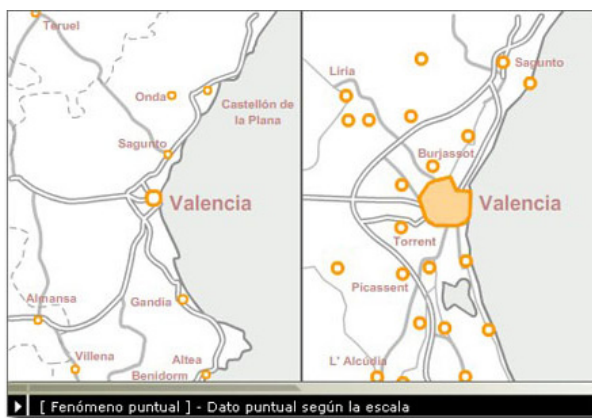 Teruel
Onda
Castellón de
la Plana
Sagunto
Valencia
Almansa
Gandia
Villena
Altea
Benidorm
Liria
Sagunto
Burjassot
Valencia
Torrent
Picassent
L' Alcúdia
[ Fenómeno puntual ] - Dato puntual según la escala